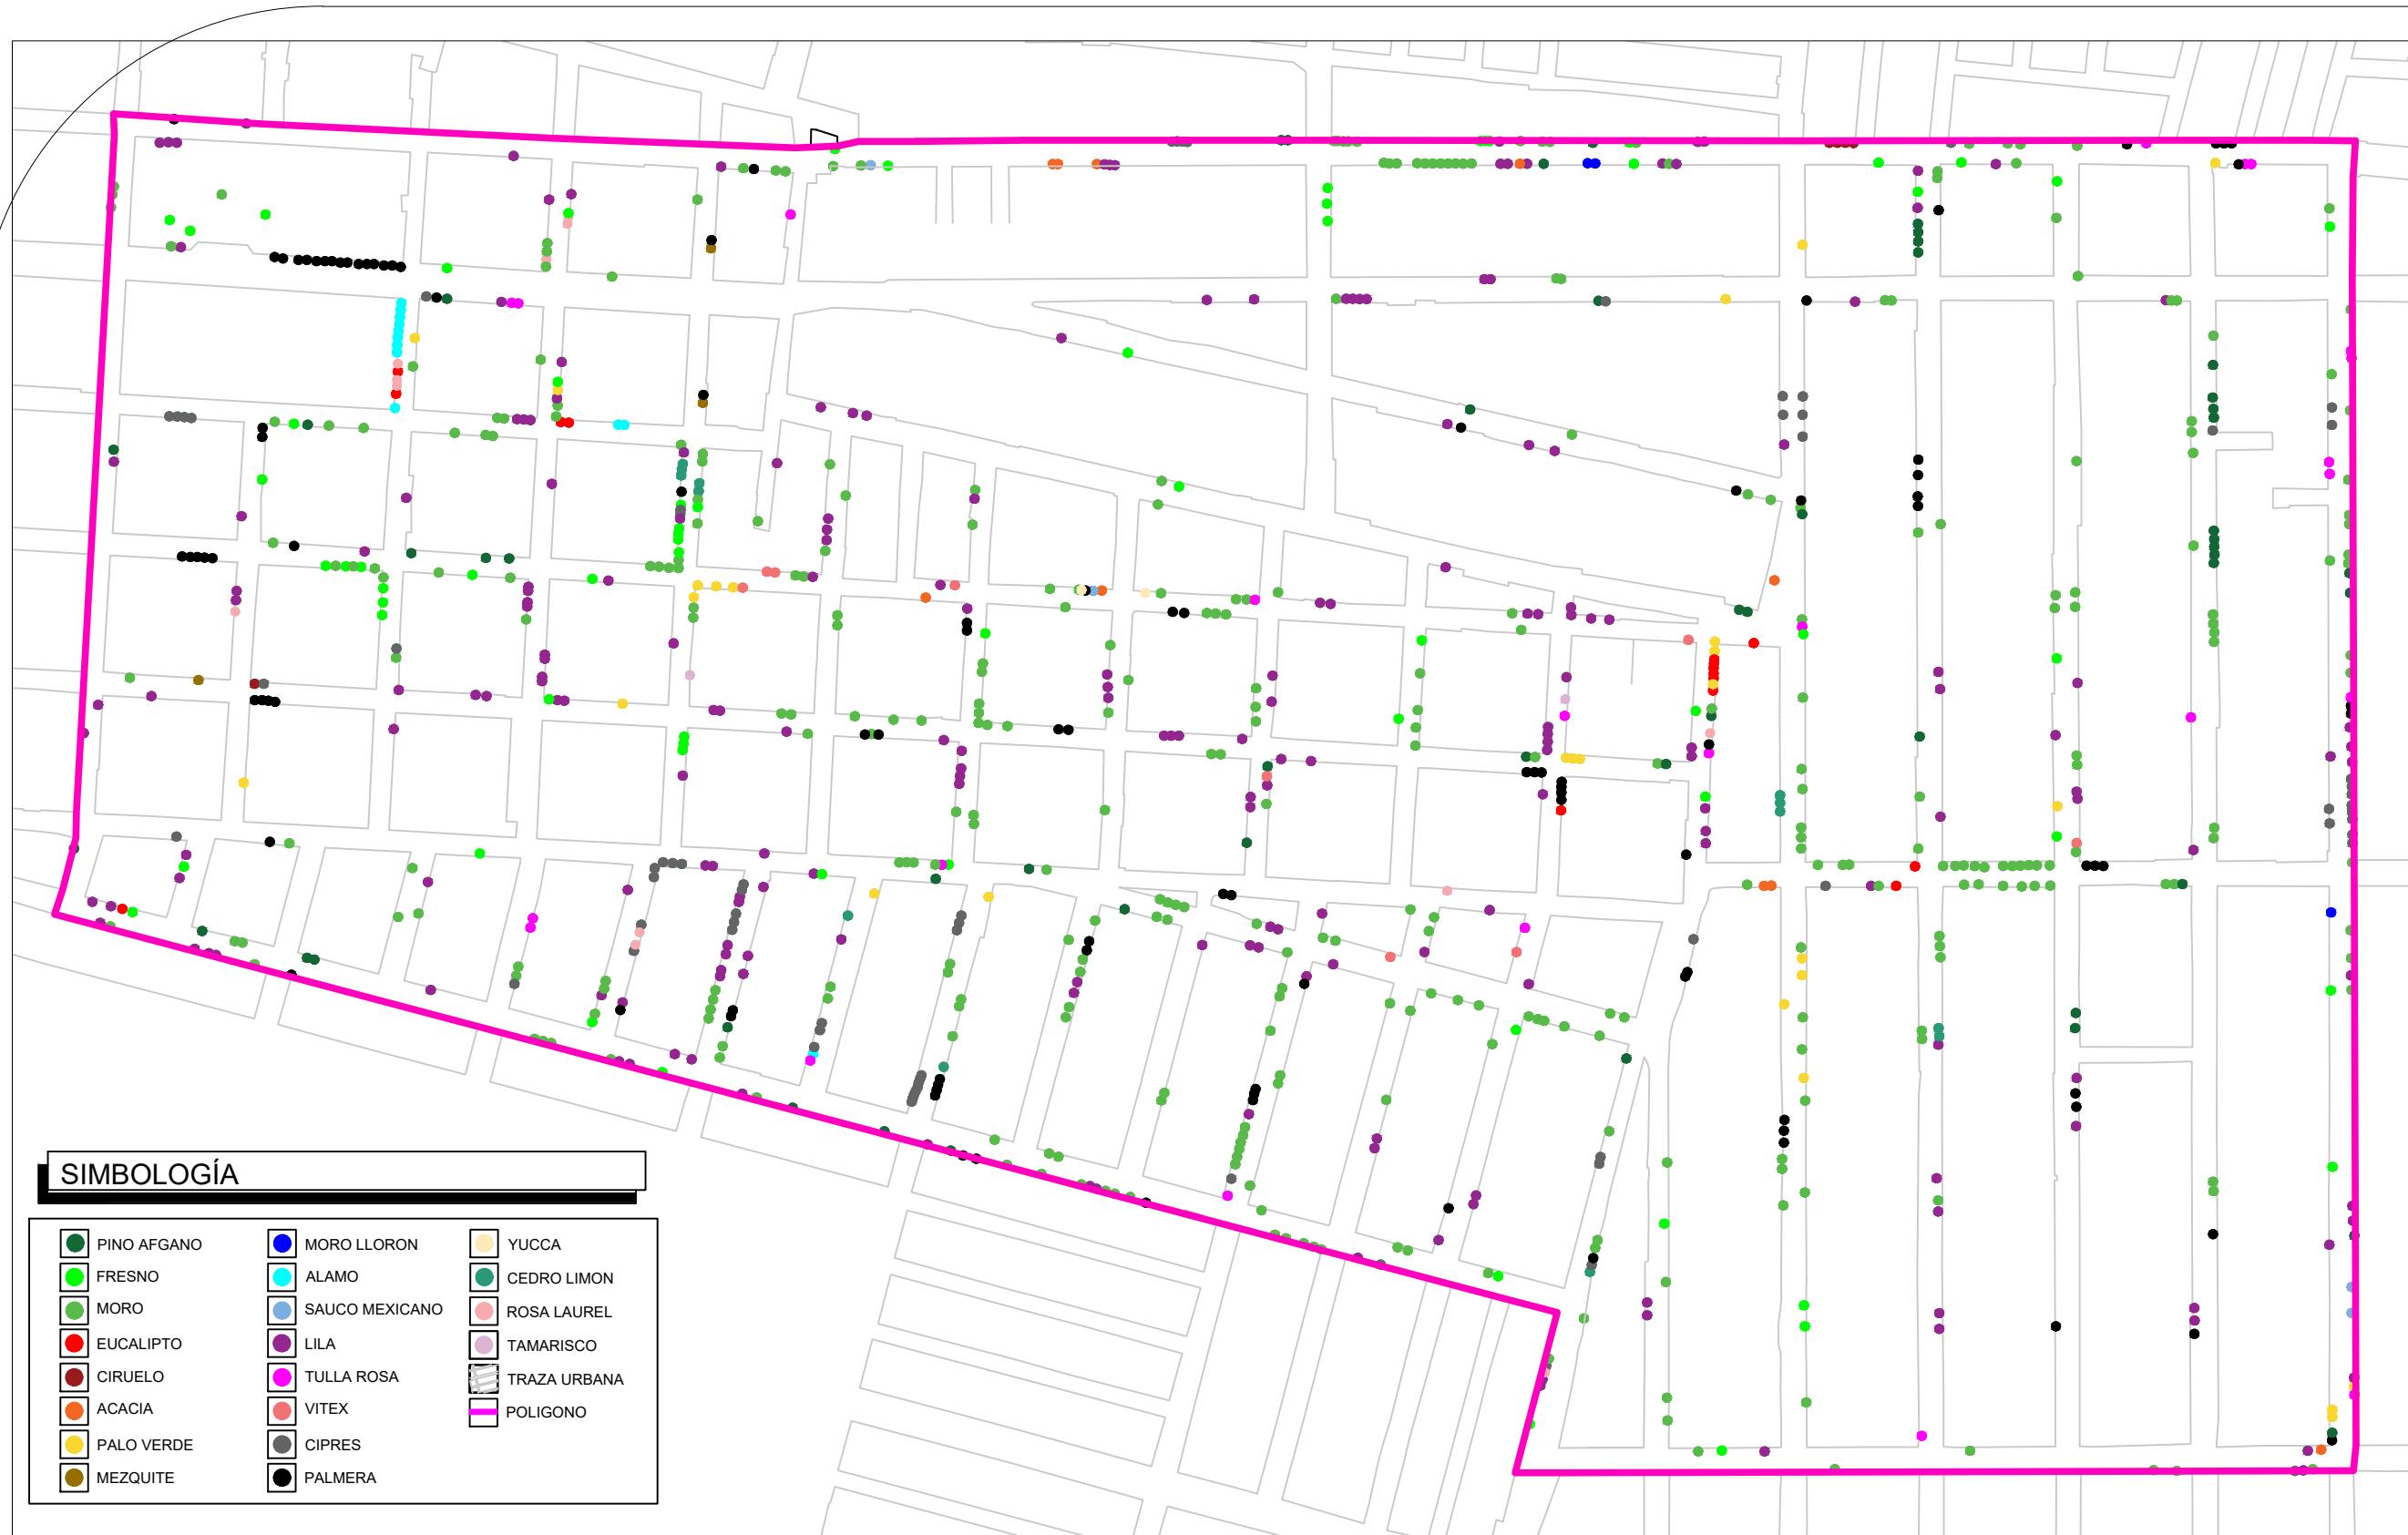 SIMBOLOGÍA
PINO AFGANO
FRESNO
MORO
EUCALIPTO
CIRUELO
ACACIA
PALO VERDE
MEZQUITE
MORO LLORON
ALAMO
SAUCO MEXICANO
LILA
TULLA ROSA
VITEX
CIPRES
PALMERA
YUCCA
CEDRO LIMON
ROSA LAUREL
TAMARISCO
TRAZA URBANA
POLIGONO